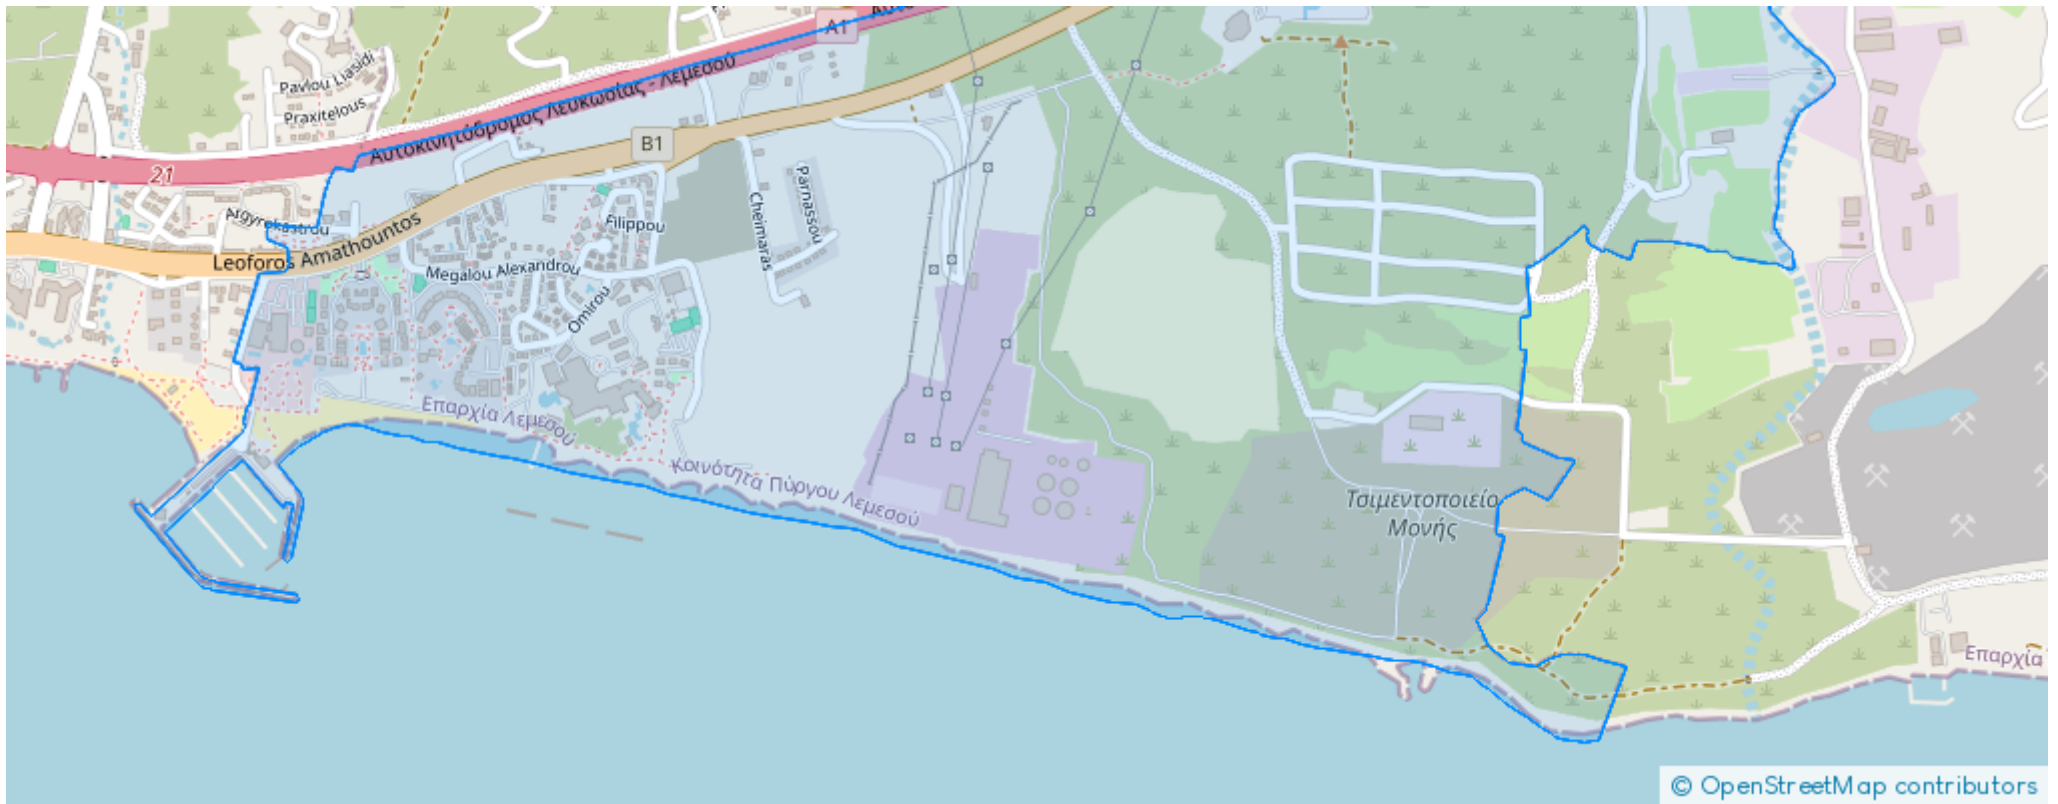 A1
Αυτοκινητόδρομος Λευκωσίας - Λεμεσού
Pavlou Liasidi
Praxitelous
21
B1
Argyrokastrou
Leoforos Amathountos
Filippou
Parnassou
Cheimaras
Megalou Alexandrou
Omirou
Επαρχία Λεμεσού
Κοινότητα Πύργου Λεμεσού
Τσιμεντοποιείο
Μονής
Επαρχία
© OpenStreetMap contributors